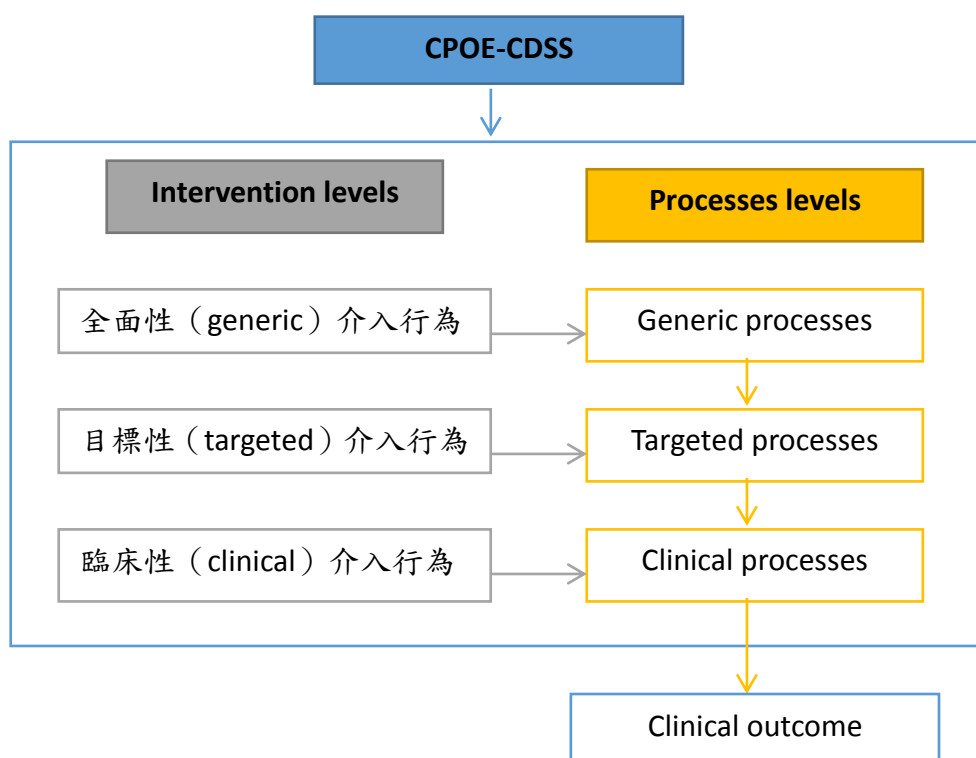 CPOE-CDSS
Intervention levels
Processes levels
全面性（generic）介入行為
Generic processes
目標性（targeted）介入行為
Targeted processes
臨床性（clinical）介入行為
Clinical processes
Clinical outcome